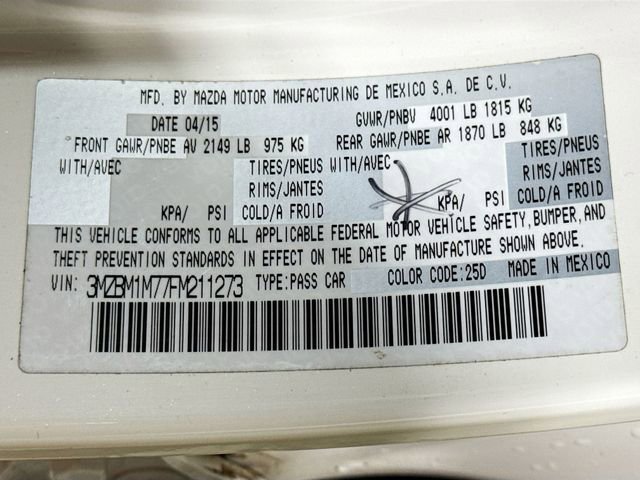 MFD. BY MAZDA MOTOR MANUFACTURING DE MEXICO S.A. DE C.V.
DATE 04/15 GVWR/PNBV 4001 LB 1815 KG
FRONT GAWR/PNBE AV 2149 LB 975 KG REAR GAWR/PNBE AR 1870 LB 848 KG
WITH/AVEC TIRES/PNEUS WITH/AVEC TIRES/PNEUS
RIMS/JANTES RIMS/JANTES
KPA/ PSI COLD/A FROID KPA/ PSI COLD/A FROID
THIS VEHICLE CONFORMS TO ALL APPLICABLE FEDERAL MOTOR VEHICLE SAFETY, BUMPER, AND
THEFT PREVENTION STANDARDS IN EFFECT ON THE DATE OF MANUFACTURE SHOWN ABOVE.
VIN: 3MZBM1M77FM211273 TYPE:PASS CAR COLOR CODE:25D MADE IN MEXICO